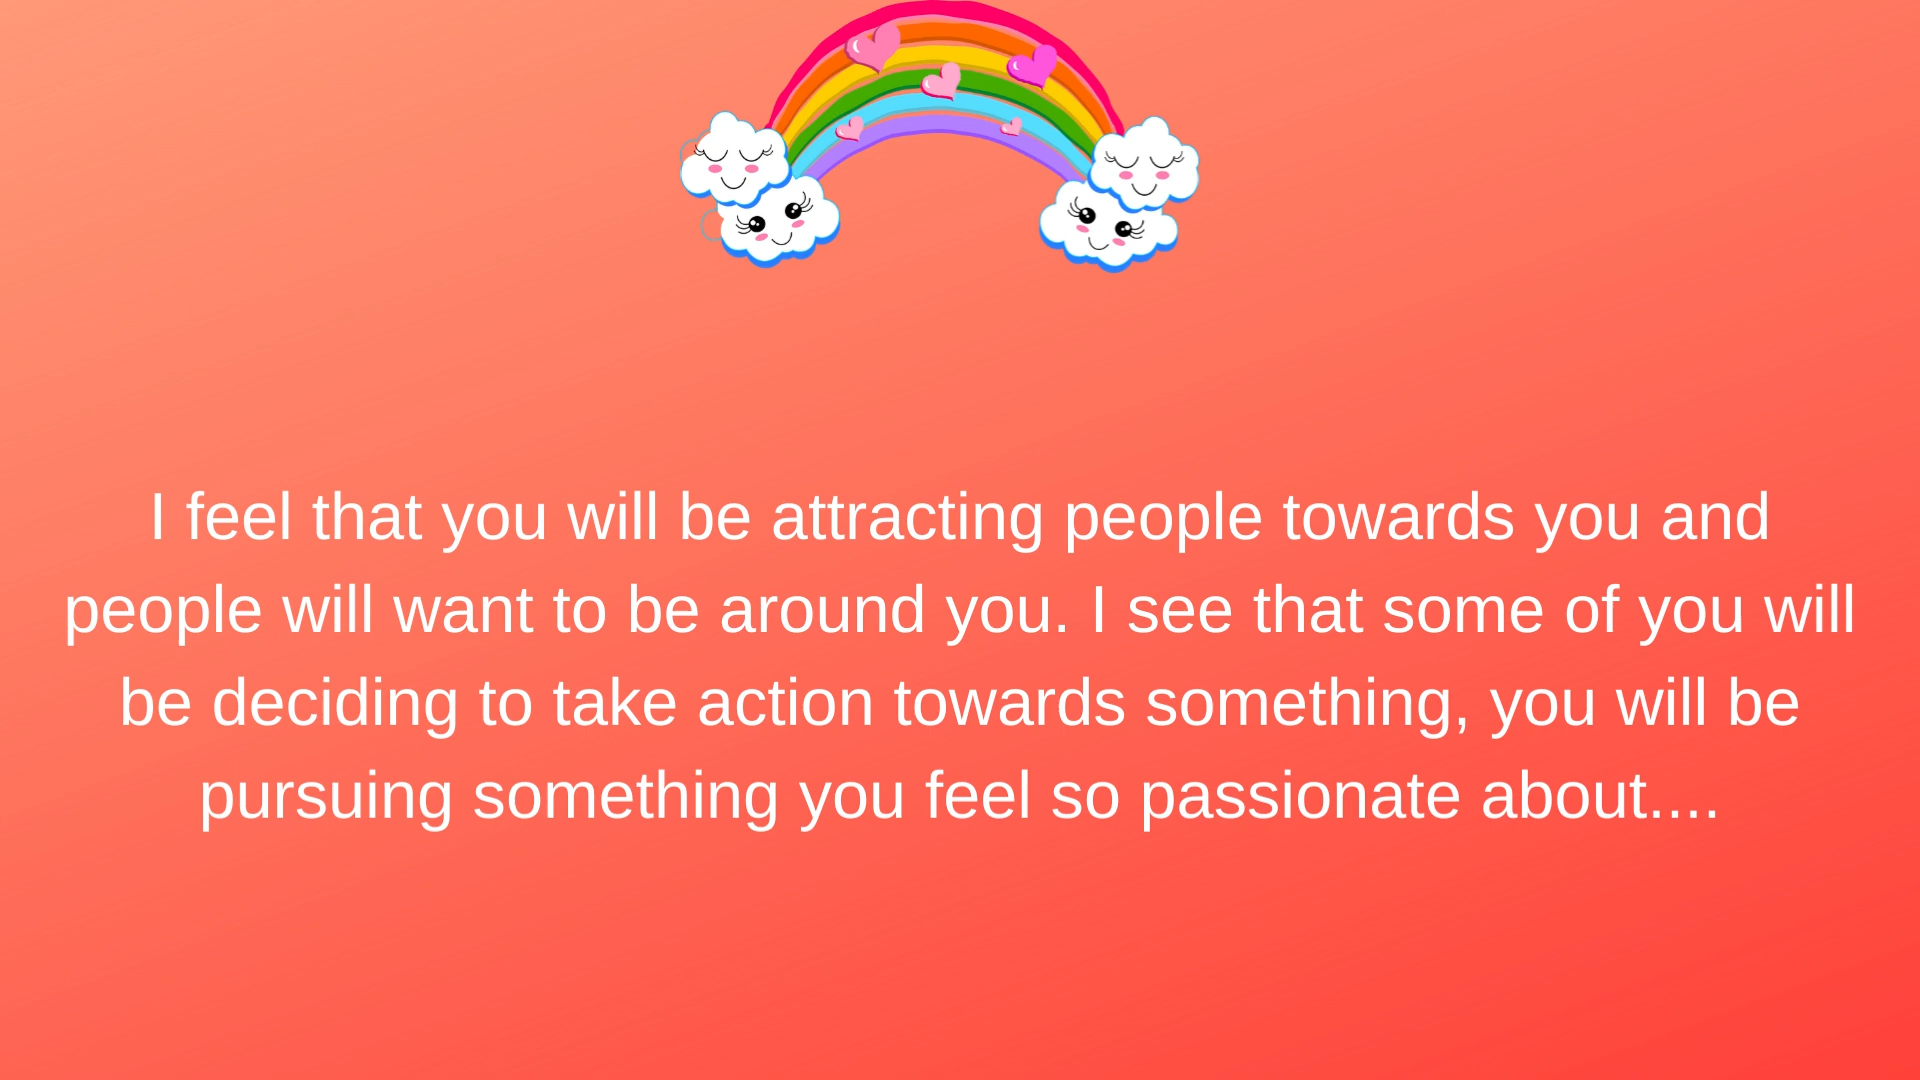 I feel that you will be attracting people towards you and
people will want to be around you. I see that some of you will
be deciding to take action towards something, you will be
pursuing something you feel so passionate about....